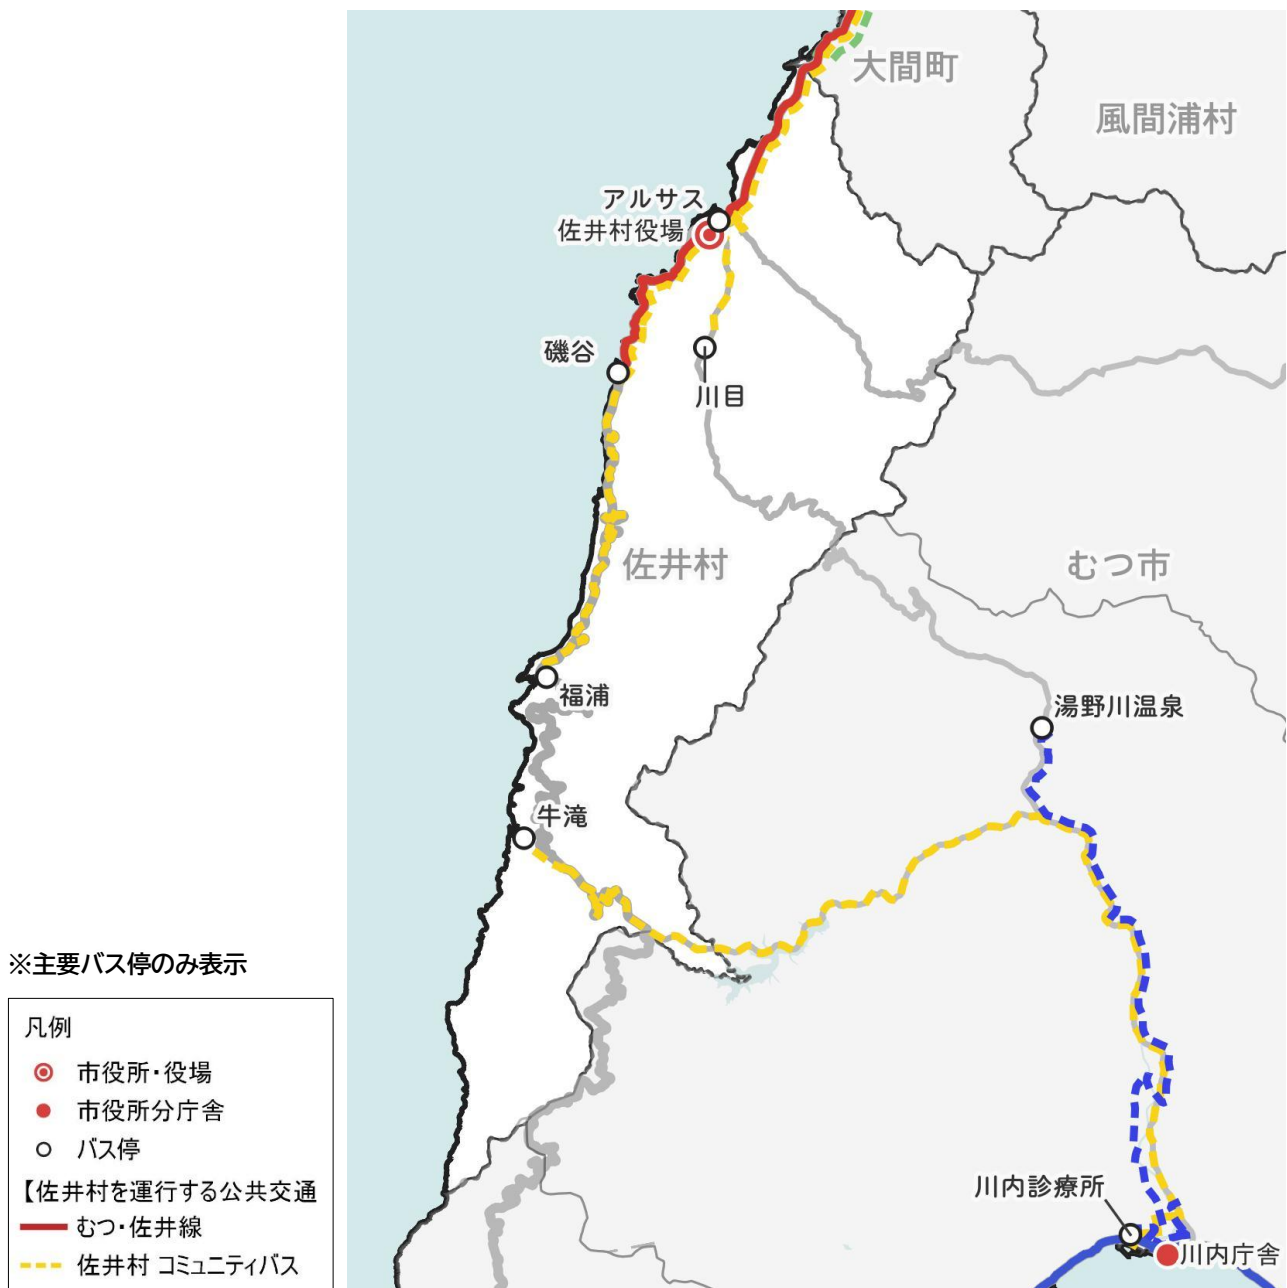 大間町
風間浦村
アルサス
佐井村役場
磯谷
川目
佐井村
むつ市
福浦
湯野川温泉
牛滝
※主要バス停のみ表示
凡例
市役所・役場
市役所分庁舎
バス停
【佐井村を運行する公共交通
むつ・佐井線
佐井村 コミュニティバス
川内診療所
川内庁舎